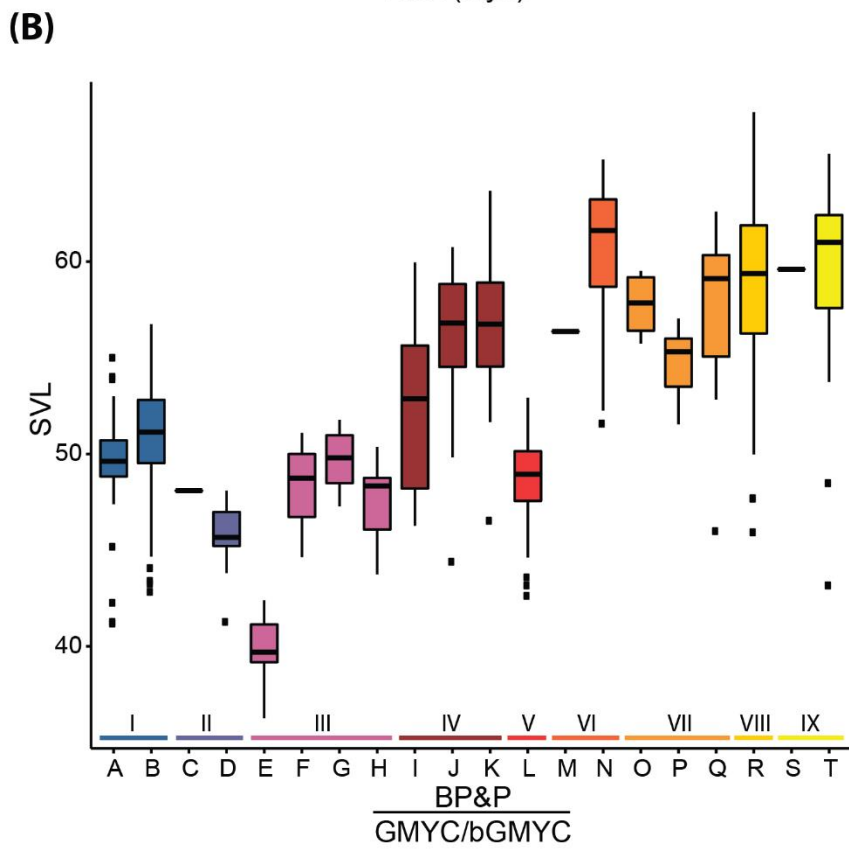 (B)
60
50
40
SVL
I II III IV V VI VII VIII IX
A B C D E F G H I J K L M N O P Q R S T
BP&P
GMYC/bGMYC